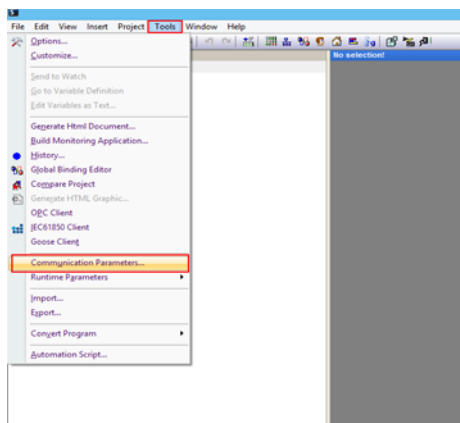 File Edit View Insert Project Tools Window Help
Options...
Customize...
No selection!
Send to Watch
Go to Variable Definition
Edit Variables as Text...
Generate Html Document...
Build Monitoring Application...
History...
Global Binding Editor
Compare Project
Generate HTML Graphic...
OPC Client
IEC61850 Client
Goose Client
Communication Parameters...
Runtime Parameters
Import...
Export...
Convert Program
Automation Script...